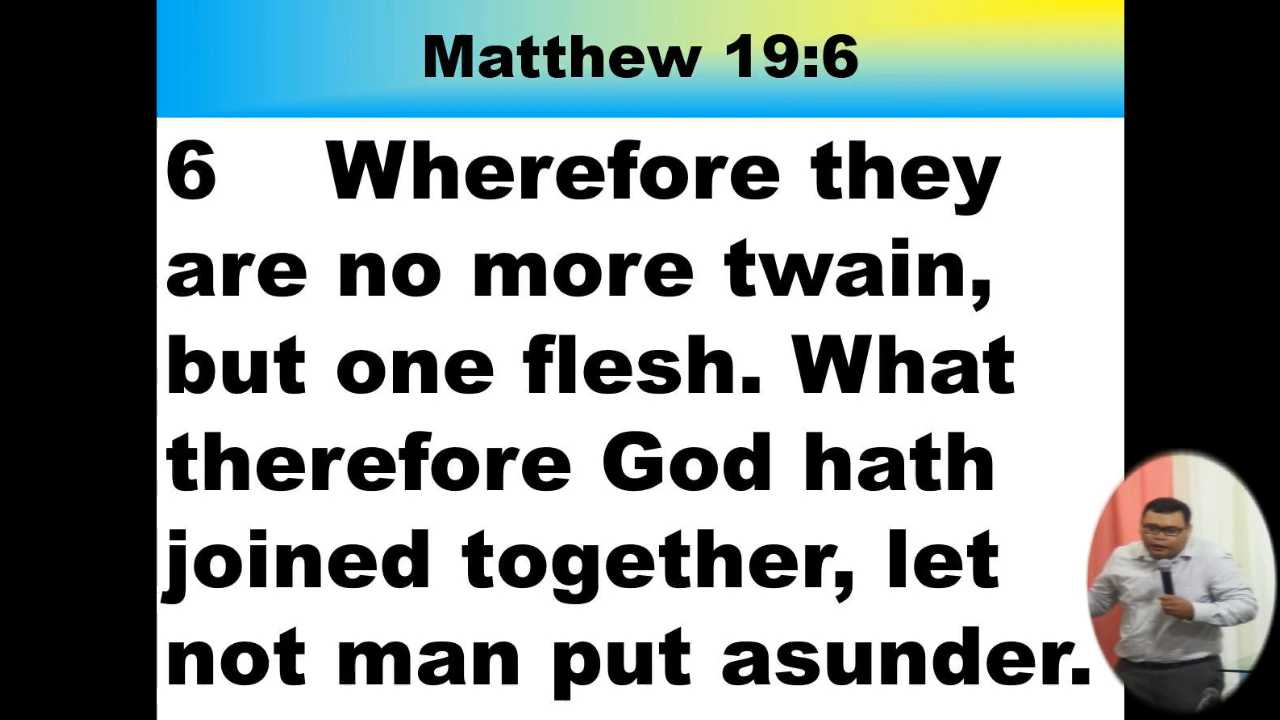 Matthew 19:6
6 Wherefore they
are no more twain,
but one flesh. What
therefore God hath
joined together, let
not man put asunder.